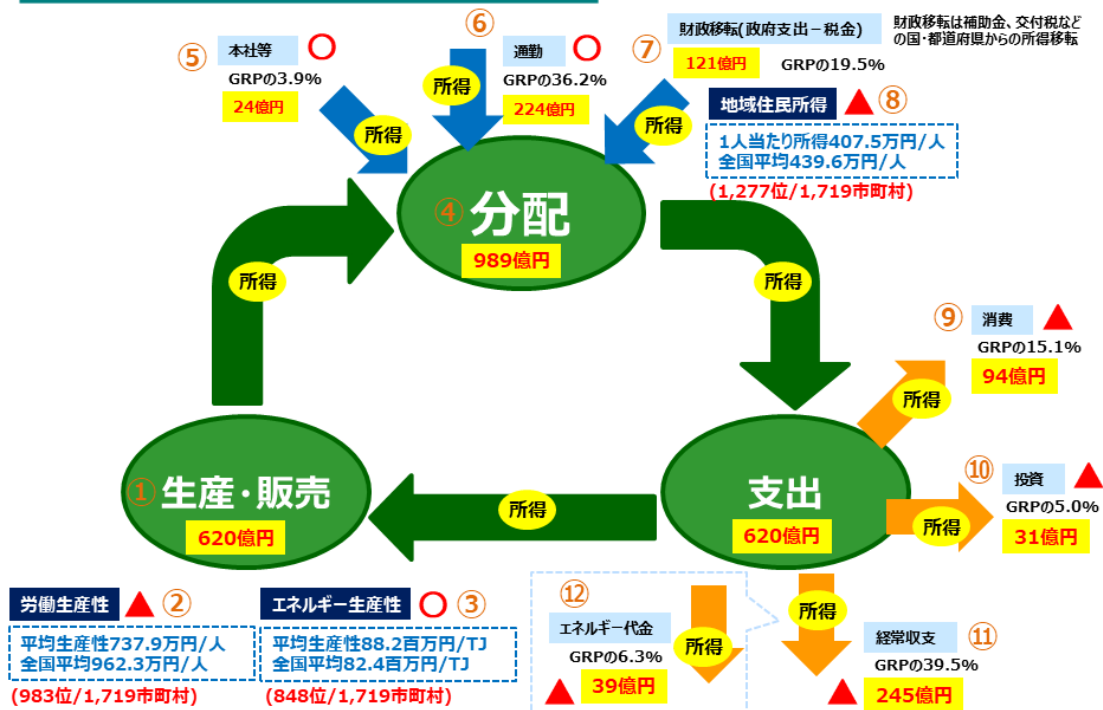 ⑤
本社等
GRPの3.9%
24億円
所得
⑥
通勤
GRPの36.2%
224億円
所得
⑦
財政移転(政府支出－税金)
121億円 GRPの19.5%
所得
財政移転は補助金、交付税など
の国・都道府県からの所得移転
地域住民所得 ▲ ⑧
1人当たり所得407.5万円/人
全国平均439.6万円/人
(1,277位/1,719市町村)
④ 分配
989億円
所得
所得
⑨
消費
GRPの15.1%
94億円
所得
① 生産・販売
620億円
所得
支出
620億円
⑩
投資
GRPの5.0%
31億円
所得
労働生産性 ▲ ②
平均生産性737.9万円/人
全国平均962.3万円/人
(983位/1,719市町村)
エネルギー生産性 ○ ③
平均生産性88.2百万円/TJ
全国平均82.4百万円/TJ
(848位/1,719市町村)
⑫
エネルギー代金
GRPの6.3%
39億円
所得
所得
経常収支 ⑪
GRPの39.5%
245億円